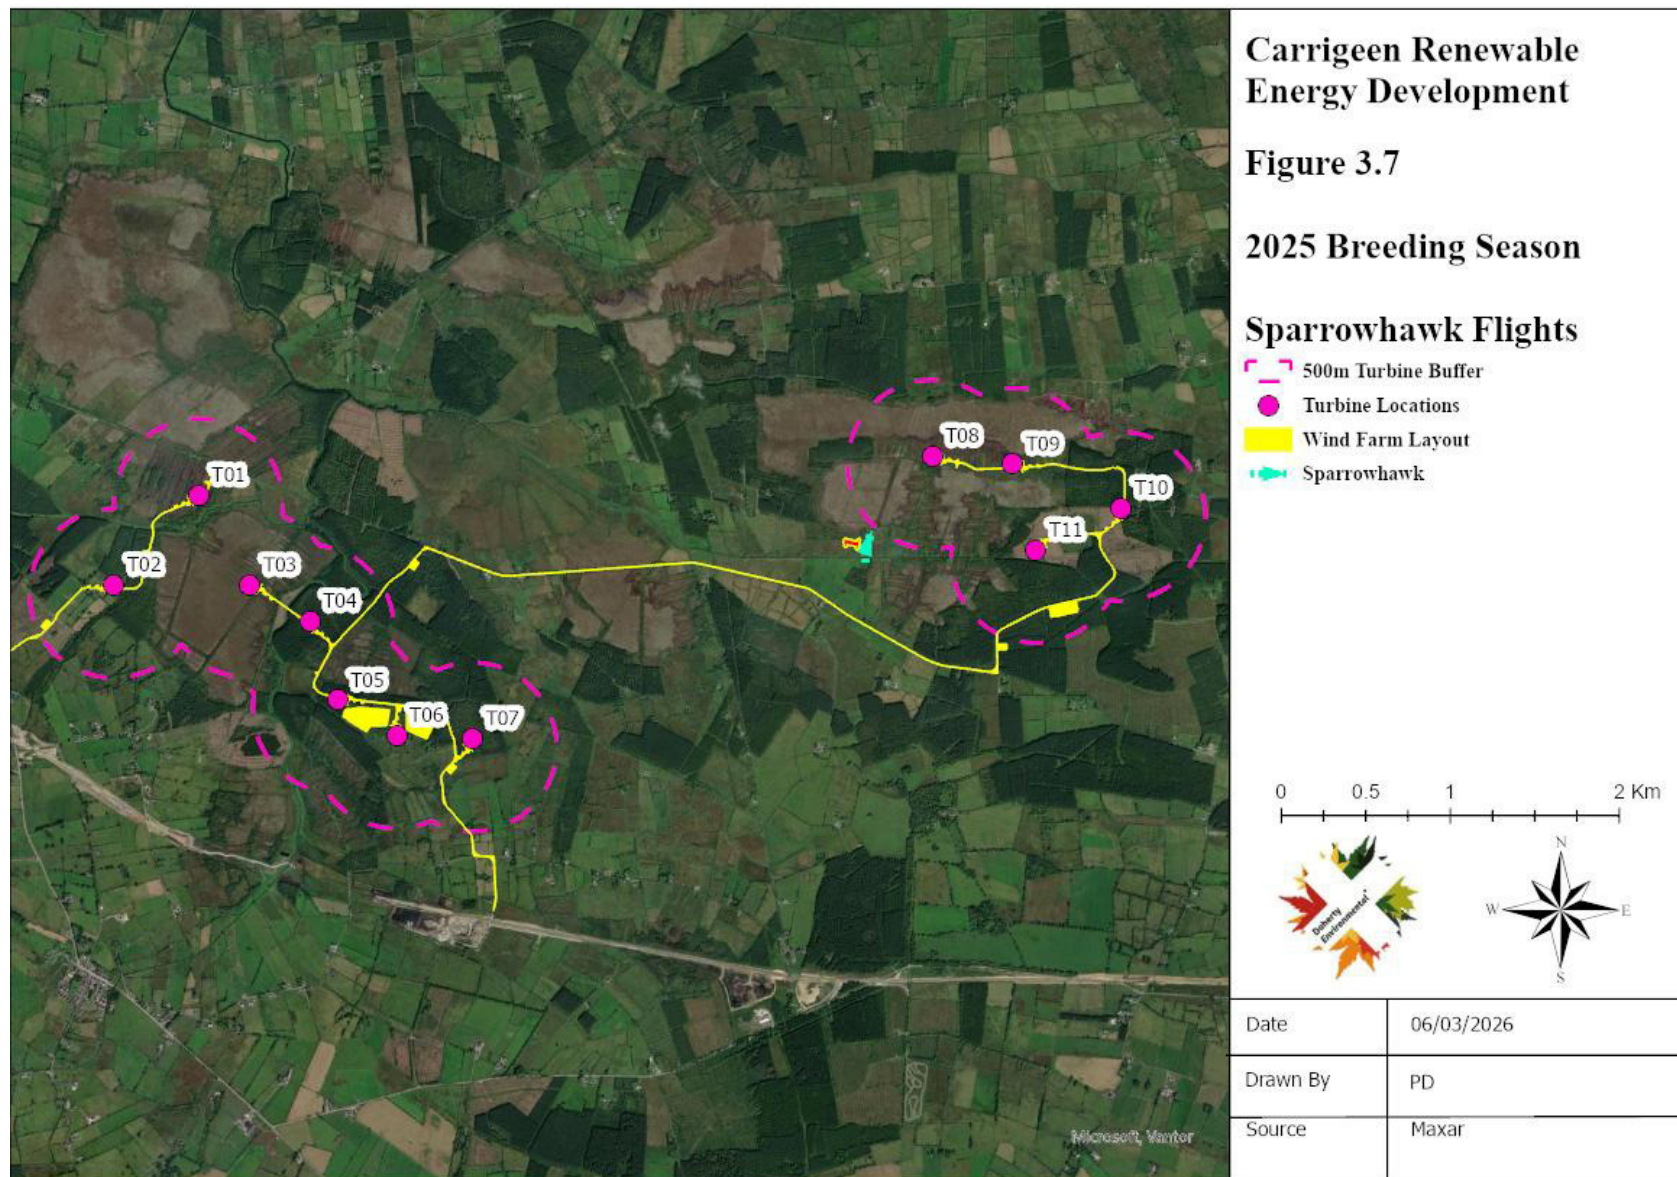 Carrigeen Renewable
Energy Development
Figure 3.7
2025 Breeding Season
Sparrowhawk Flights
500m Turbine Buffer
Turbine Locations
Wind Farm Layout
Sparrowhawk
T08
T09
T01
T10
T11
T02
T03
T04
T05
T06
T07
0 0.5 1 2 Km
Doherty
Environmental
N
W E
S
Date 06/03/2026
Drawn By PD
Source Maxar
Microsoft, Vantor